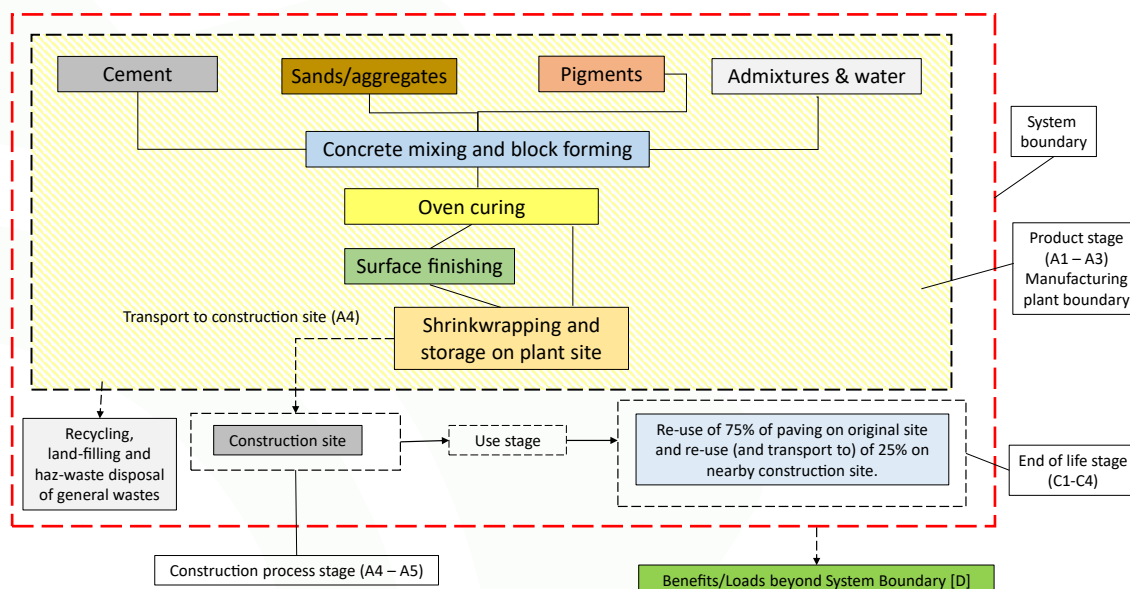 Cement
Sands/aggregates
Pigments
Admixtures & water
Concrete mixing and block forming
Oven curing
Surface finishing
Transport to construction site (A4)
Shrinkwrapping and
storage on plant site
System
boundary
Product stage
(A1 – A3)
Manufacturing
plant boundary
Recycling,
land-filling and
haz-waste disposal
of general wastes
Construction site
Use stage
Re-use of 75% of paving on original site
and re-use (and transport to) of 25% on
nearby construction site.
End of life stage
(C1-C4)
Construction process stage (A4 – A5)
Benefits/Loads beyond System Boundary [D]